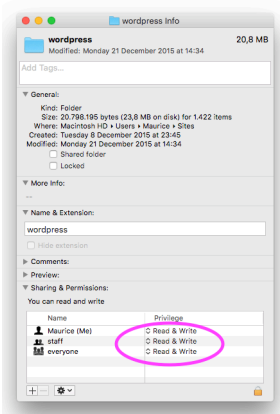 wordpress Info
wordpress 20,8 MB
Modified: Monday 21 December 2015 at 14:34
Add Tags...
General:
Kind: Folder
Size: 20.798.195 bytes (23,8 MB on disk) for 1.422 items
Where: Macintosh HD ▸ Users ▸ Maurice ▸ Sites
Created: Tuesday 8 December 2015 at 23:45
Modified: Monday 21 December 2015 at 14:34
Shared folder
Locked
More Info:
...
Name & Extension:
wordpress
Hide extension
Comments:
Preview:
Sharing & Permissions:
You can read and write
Name Privilege
Maurice (Me) Read & Write
staff Read & Write
everyone Read & Write